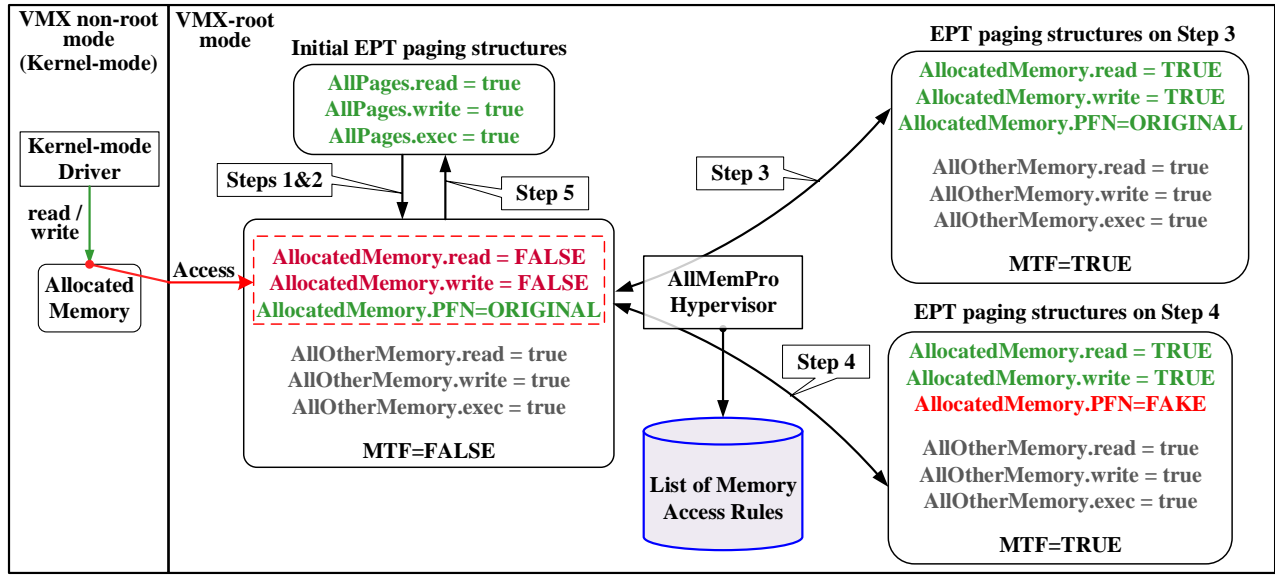 VMX non-root
mode
(Kernel-mode)
VMX-root
mode
Kernel-mode
Driver
read /
write
Allocated
Memory
Access
Initial EPT paging structures
AllPages.read = true
AllPages.write = true
AllPages.exec = true
Steps 1&2
Step 5
AllocatedMemory.read = FALSE
AllocatedMemory.write = FALSE
AllocatedMemory.PFN=ORIGINAL
AllOtherMemory.read = true
AllOtherMemory.write = true
AllOtherMemory.exec = true
MTF=FALSE
AllMemPro
Hypervisor
List of Memory
Access Rules
Step 3
Step 4
EPT paging structures on Step 3
AllocatedMemory.read = TRUE
AllocatedMemory.write = TRUE
AllocatedMemory.PFN=ORIGINAL
AllOtherMemory.read = true
AllOtherMemory.write = true
AllOtherMemory.exec = true
MTF=TRUE
EPT paging structures on Step 4
AllocatedMemory.read = TRUE
AllocatedMemory.write = TRUE
AllocatedMemory.PFN=FAKE
AllOtherMemory.read = true
AllOtherMemory.write = true
AllOtherMemory.exec = true
MTF=TRUE